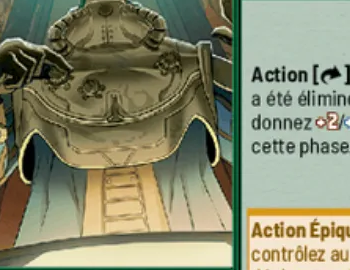 Action [
a été élimin
donnez +2/
cette phase
Action Épiqu
contrôlez au